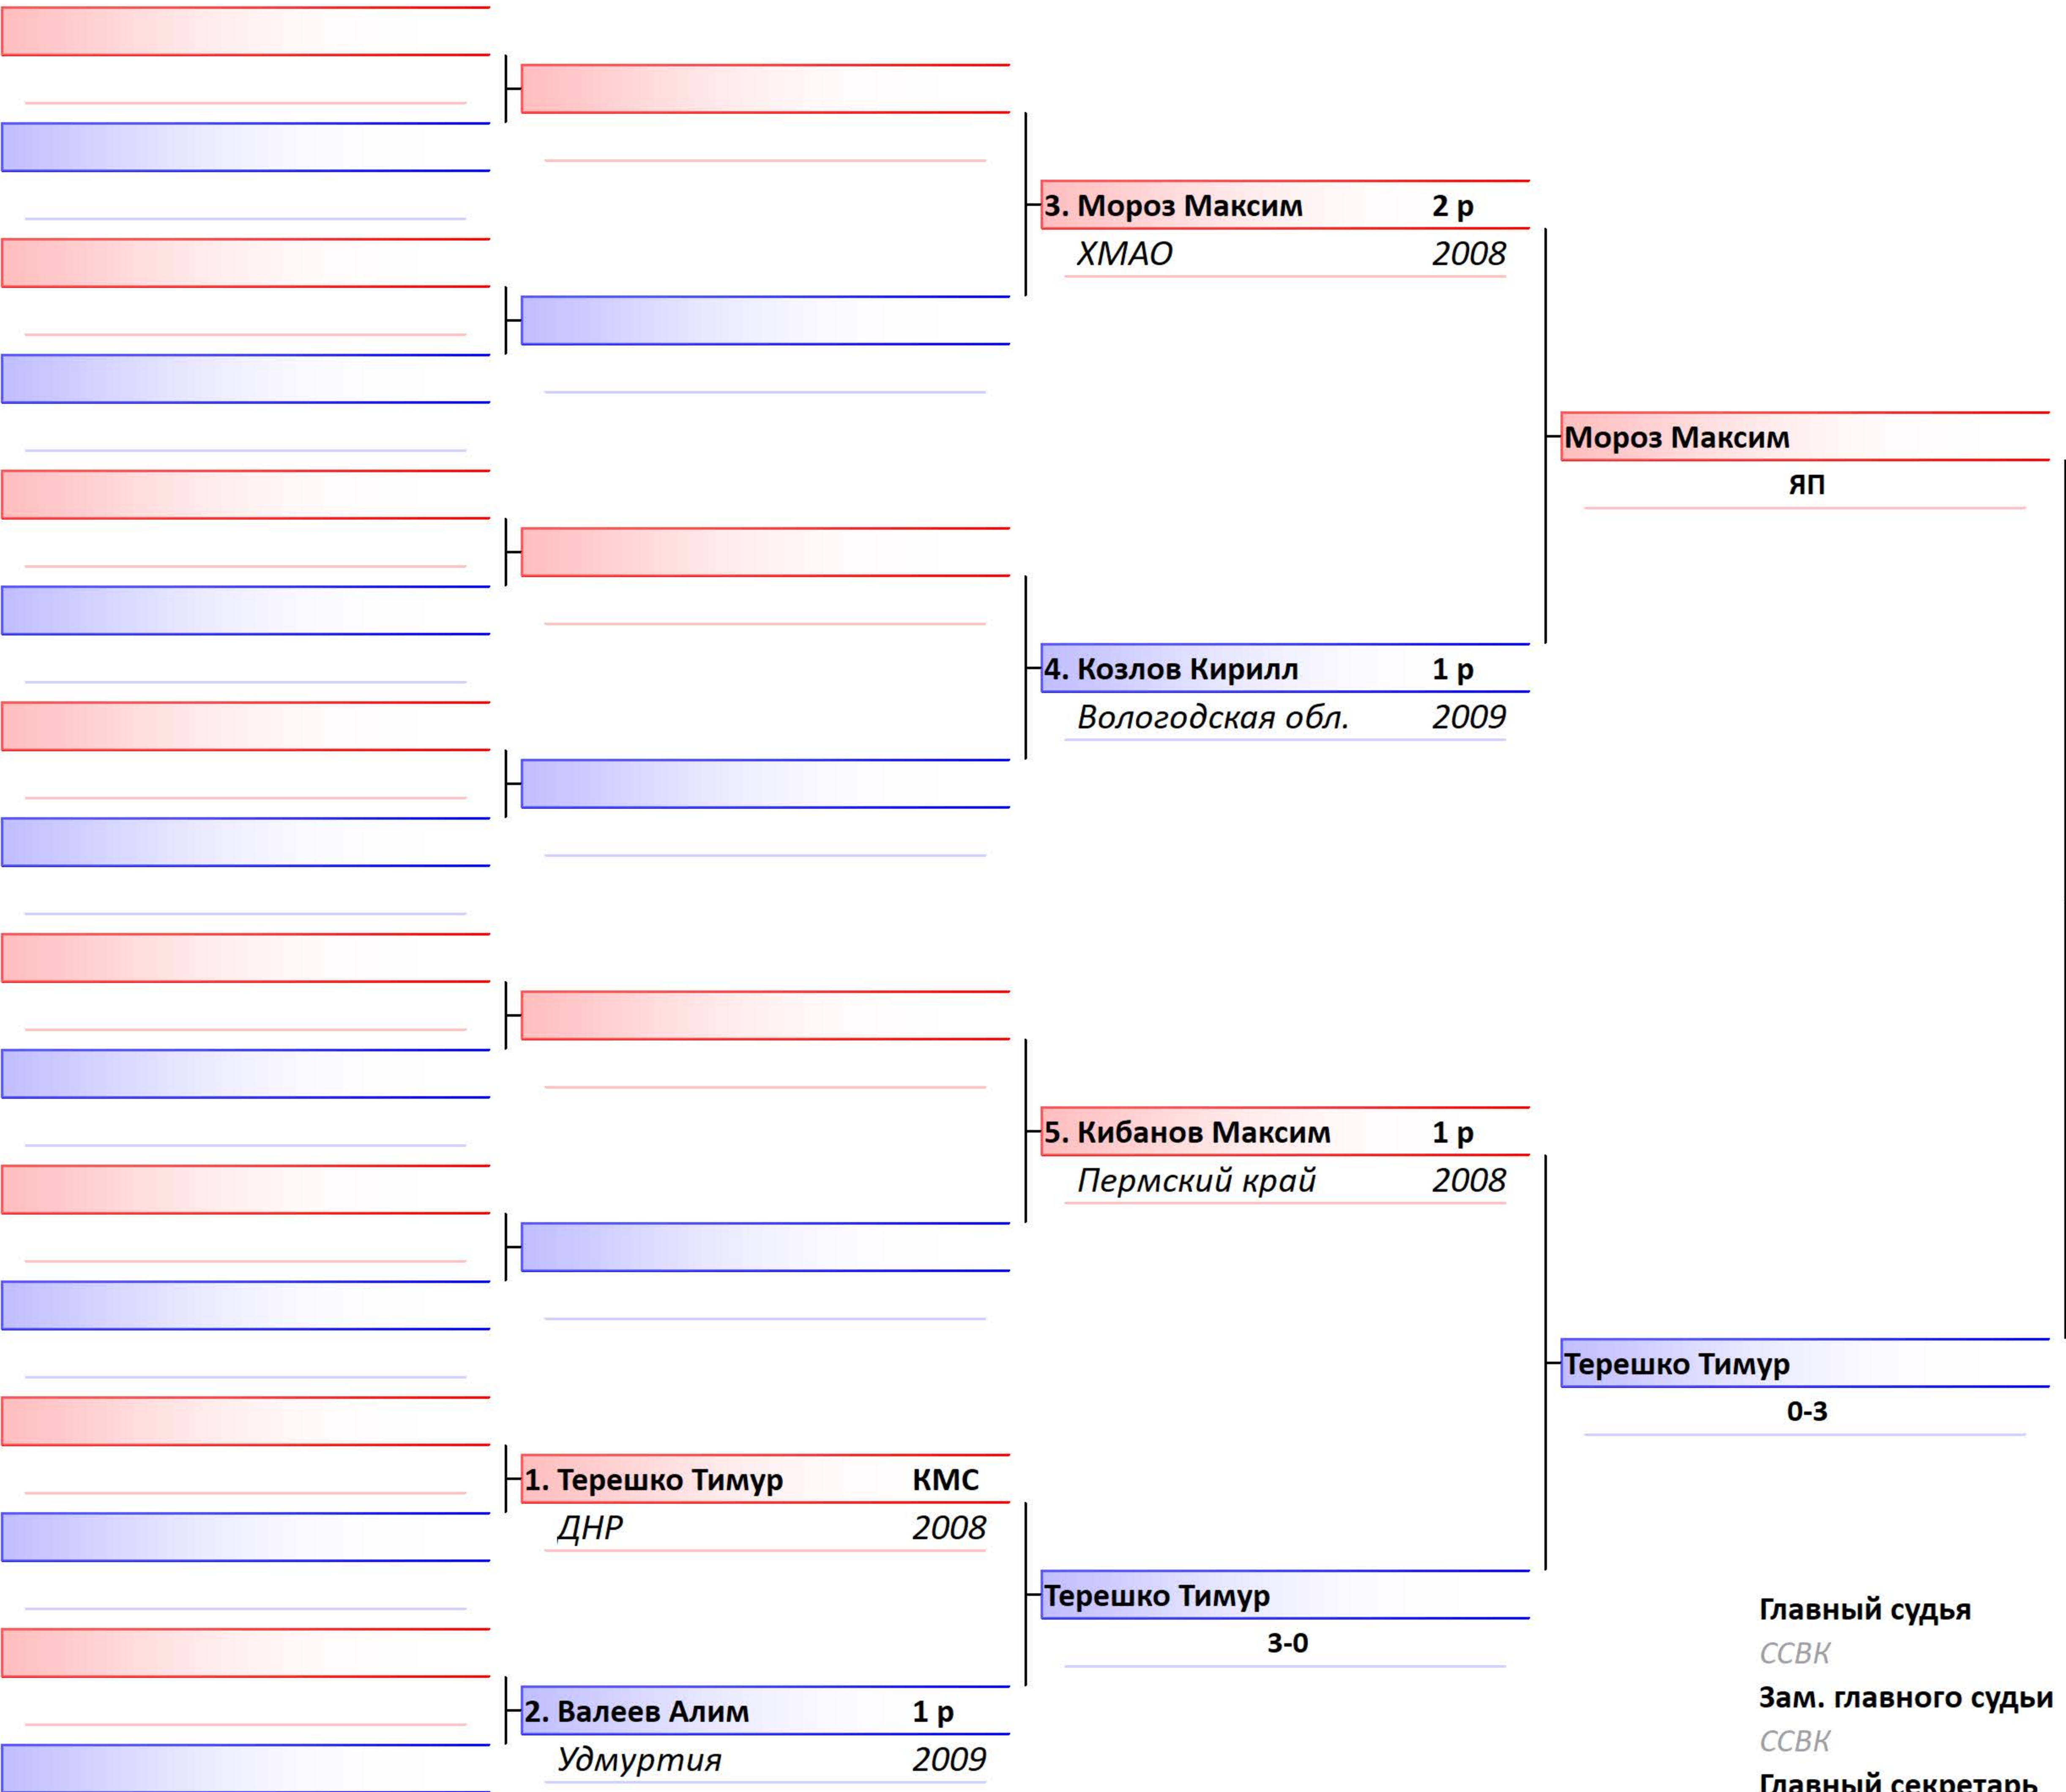 3. Мороз Максим 2 р
ХМАО 2008
Мороз Максим
ЯП
4. Козлов Кирилл 1 р
Вологодская обл. 2009
5. Кибанов Максим 1 р
Пермский край 2008
Терешко Тимур
0-3
1. Терешко Тимур КМС
ДНР 2008
Терешко Тимур
3-0
2. Валеев Алим 1 р
Удмуртия 2009
Главный судья
ССВК
Зам. главного судьи
ССВК
Главный секретарь